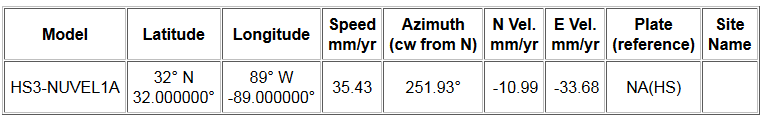 Model Latitude Longitude Speed mm/yr Azimuth (cw from N) N Vel. mm/yr E Vel. mm/yr Plate (reference) Site Name
HS3-NUVEL1A 32° N 32.000000° 89° W -89.000000° 35.43 251.93° -10.99 -33.68 NA(HS)